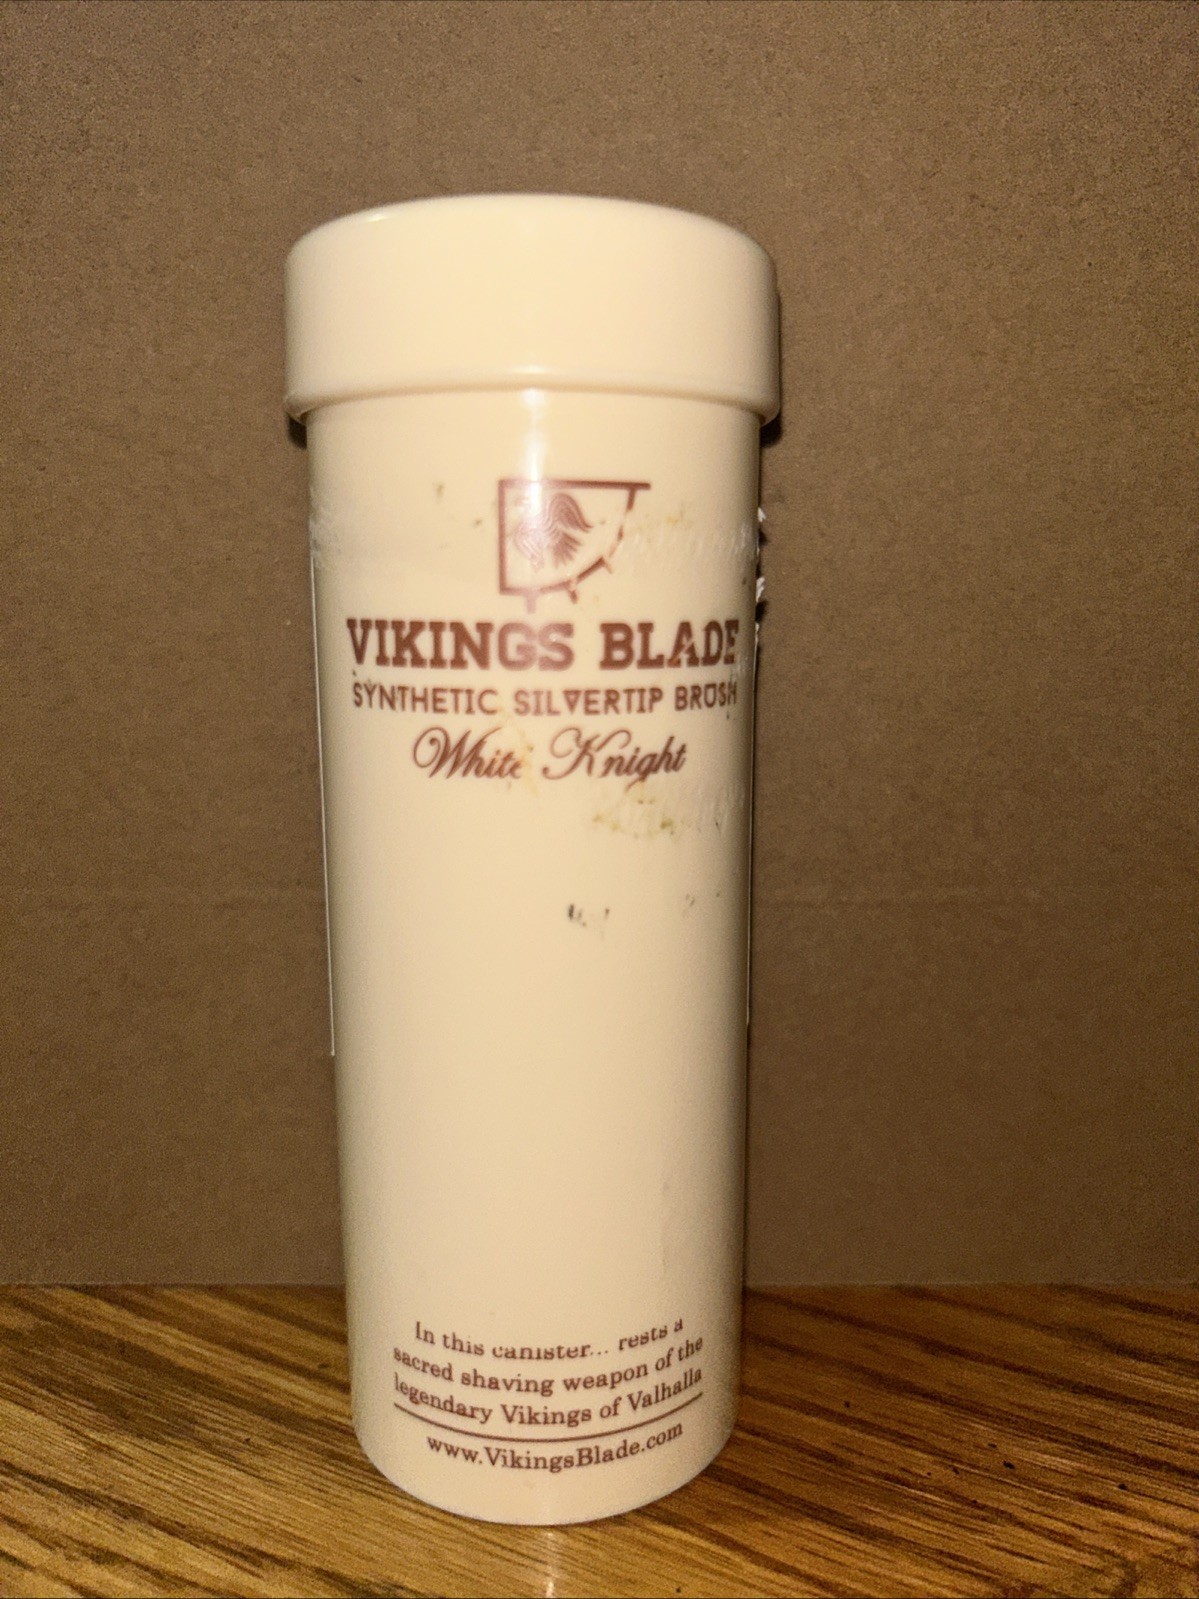 VIKINGS BLADE
SYNTHETIC SILVERTIP BRUSH
White Knight
In this canister... rests a
sacred shaving weapon of the
legendary Vikings of Valhalla
www.VikingsBlade.com